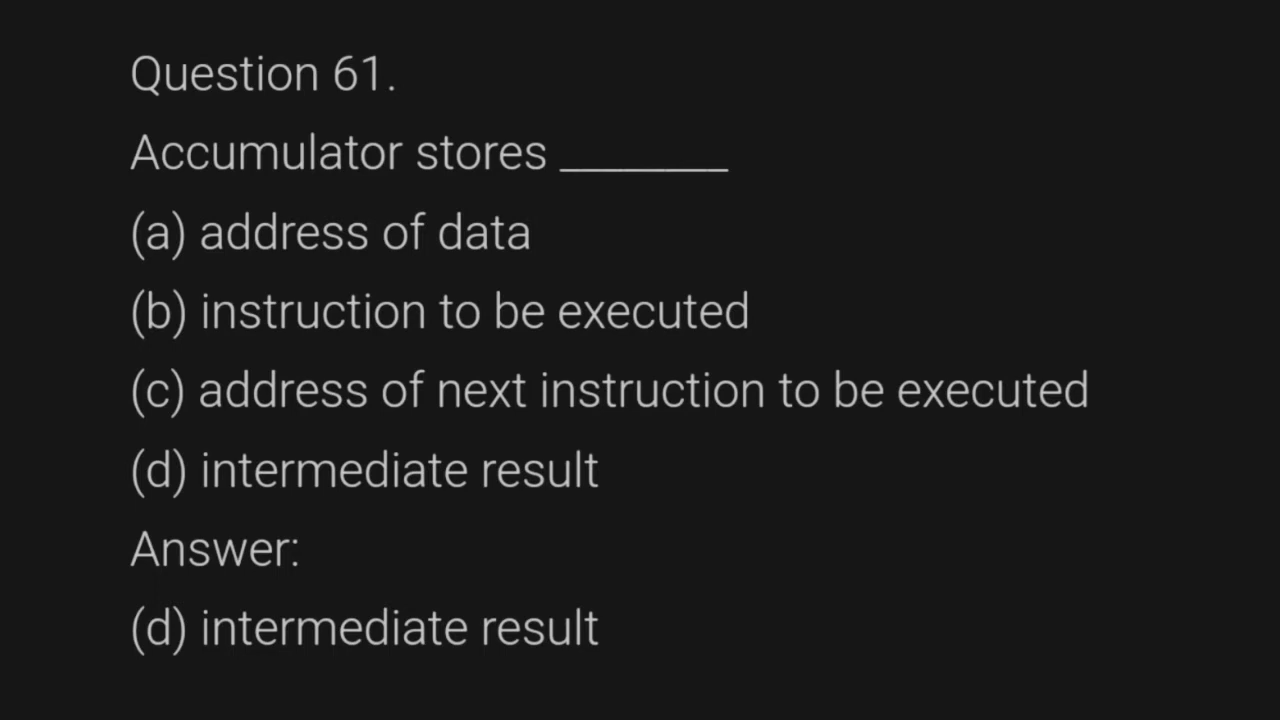 Question 61.
Accumulator stores ________
(a) address of data
(b) instruction to be executed
(c) address of next instruction to be executed
(d) intermediate result
Answer:
(d) intermediate result